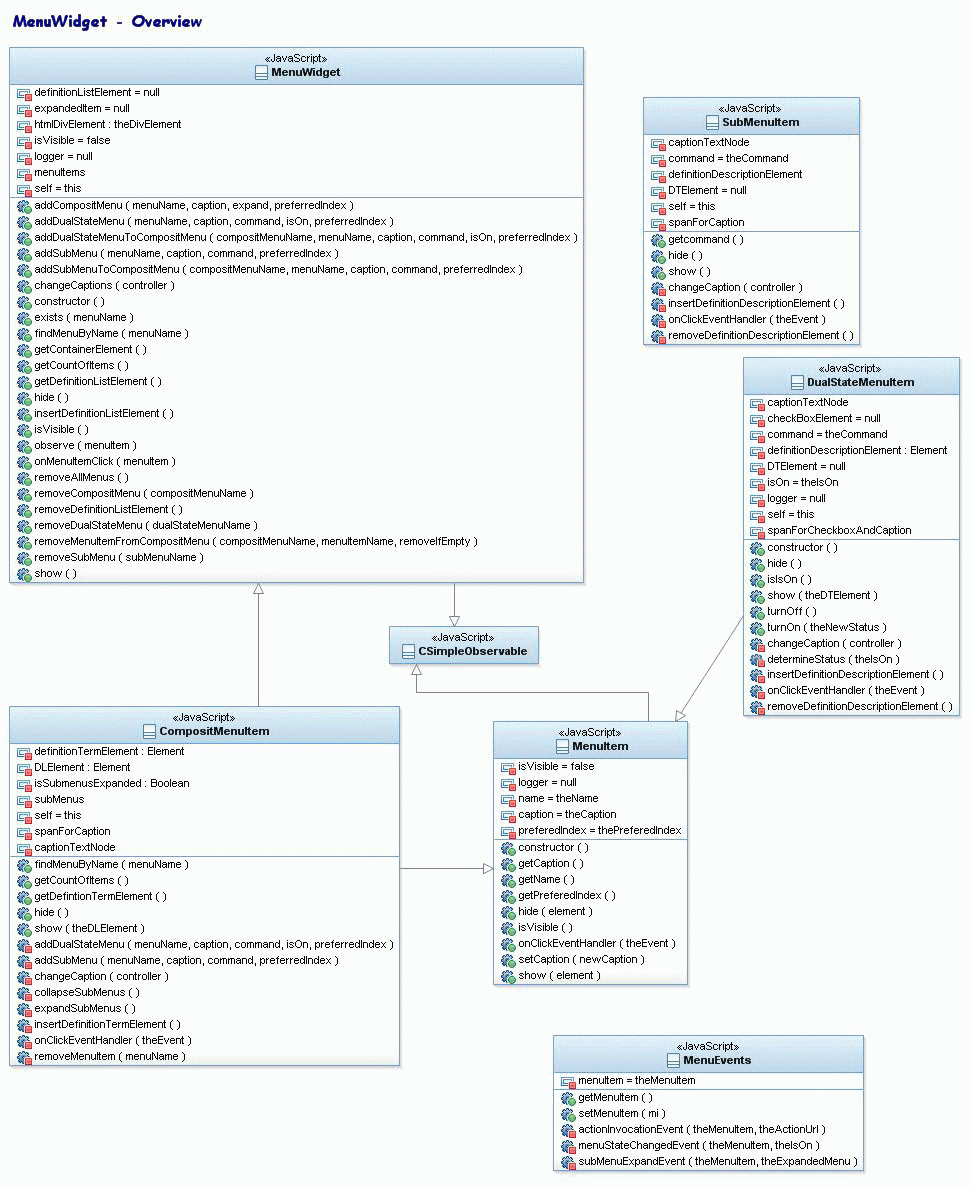 MenuWidget - Overview
«JavaScript»
MenuWidget
definitionListElement = null
expandedItem = null
htmlDivElement : theDivElement
isVisible = false
logger = null
menuItems
self = this
addCompositMenu ( menuName, caption, expand, preferredIndex )
addDualStateMenu ( menuName, caption, command, isOn, preferredIndex )
addDualStateMenuToCompositMenu ( compositMenuName, menuName, caption, command, isOn, preferredIndex )
addSubMenu ( menuName, caption, command, preferredIndex )
addSubMenuToCompositMenu ( compositMenuName, menuName, caption, command, preferredIndex )
changeCaptions ( controller )
constructor ( )
exists ( menuName )
findMenuByName ( menuName )
getContainerElement ( )
getCountOfItems ( )
getDefinitionListElement ( )
hide ( )
insertDefinitionListElement ( )
isVisible ( )
observe ( menuItem )
onMenuItemClick ( menuItem )
removeAllMenus ( )
removeCompositMenu ( compositMenuName )
removeDefinitionListElement ( )
removeDualStateMenu ( dualStateMenuName )
removeMenuItemFromCompositMenu ( compositMenuName, menuItemName, removeIfEmpty )
removeSubMenu ( subMenuName )
show ( )
«JavaScript»
SubMenuItem
captionTextNode
command = theCommand
definitionDescriptionElement
DTElement = null
self = this
spanForCaption
getcommand ( )
hide ( )
show ( )
changeCaption ( controller )
insertDefinitionDescriptionElement ( )
onClickEventHandler ( theEvent )
removeDefinitionDescriptionElement ( )
«JavaScript»
DualStateMenuItem
captionTextNode
checkBoxElement = null
command = theCommand
definitionDescriptionElement : Element
DTElement = null
isOn = theIsOn
logger = null
self = this
spanForCheckboxAndCaption
constructor ( )
hide ( )
isIsOn ( )
show ( theDTElement )
turnOff ( )
turnOn ( theNewStatus )
changeCaption ( controller )
determineStatus ( theIsOn )
insertDefinitionDescriptionElement ( )
onClickEventHandler ( theEvent )
removeDefinitionDescriptionElement ( )
«JavaScript»
CSimpleObservable
«JavaScript»
CompositMenuItem
definitionTermElement : Element
DLElement : Element
isSubmenusExpanded : Boolean
subMenus
self = this
spanForCaption
captionTextNode
findMenuByName ( menuName )
getCountOfItems ( )
getDefintionTermElement ( )
hide ( )
show ( theDLElement )
addDualStateMenu ( menuName, caption, command, isOn, preferredIndex )
addSubMenu ( menuName, caption, command, preferredIndex )
changeCaption ( controller )
collapseSubMenus ( )
expandSubMenus ( )
insertDefinitionTermElement ( )
onClickEventHandler ( theEvent )
removeMenuItem ( menuName )
«JavaScript»
MenuItem
isVisible = false
logger = null
name = theName
caption = theCaption
preferedIndex = thePreferedIndex
constructor ( )
getCaption ( )
getName ( )
getPreferedIndex ( )
hide ( element )
isVisible ( )
onClickEventHandler ( theEvent )
setCaption ( newCaption )
show ( element )
«JavaScript»
MenuEvents
menuItem = theMenuItem
getMenuItem ( )
setMenuItem ( mi )
actionInvocationEvent ( theMenuItem, theActionUrl )
menuStateChangedEvent ( theMenuItem, theIsOn )
subMenuExpandEvent ( theMenuItem, theExpandedMenu )